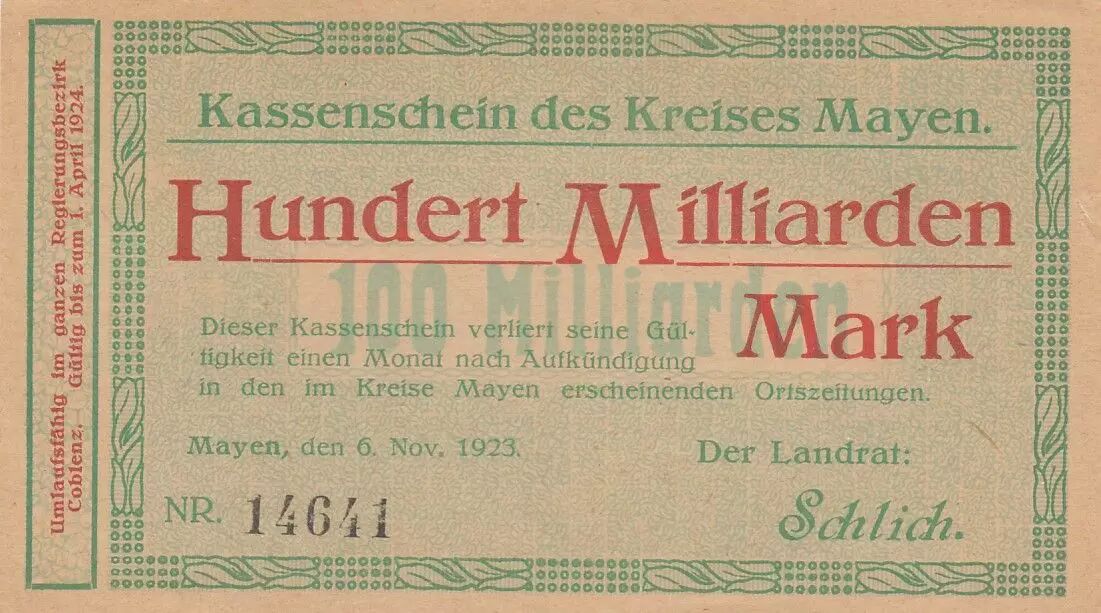 Umlaufsfähig im ganzen Regierungsbezirk
Coblenz. Gültig bis zum 1. April 1924.
Kassenschein des Kreises Mayen.
Hundert Milliarden
100 Milliarden
Mark
Dieser Kassenschein verliert seine Gül-
tigkeit einen Monat nach Aufkündigung
in den im Kreise Mayen erscheinenden Ortszeitungen.
Mayen, den 6. Nov. 1923.
Der Landrat:
NR. 14641
Schlich.